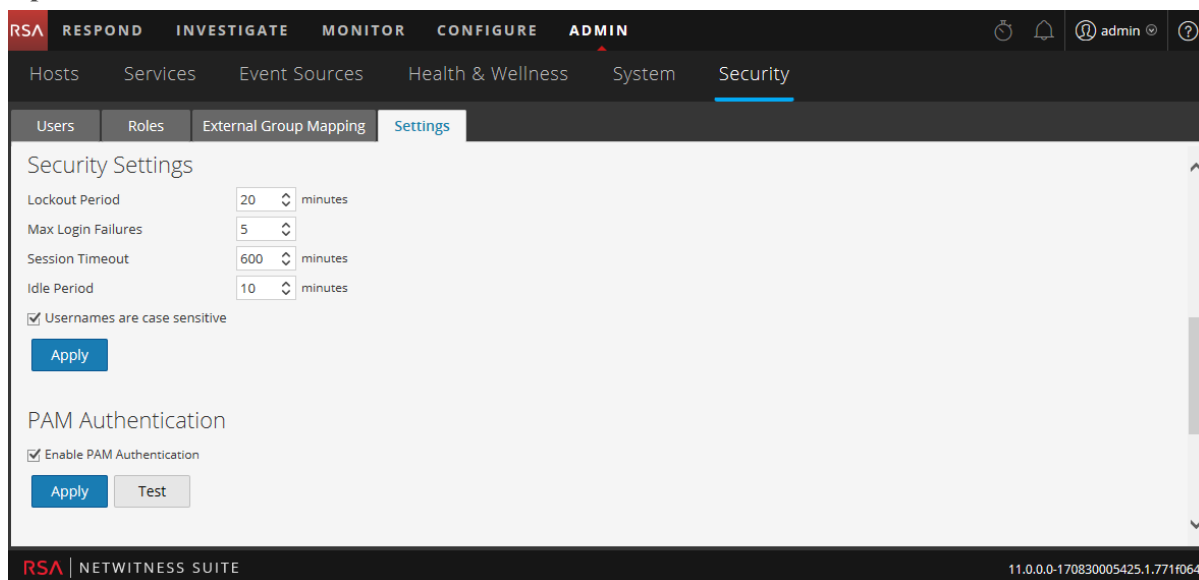 RSA RESPOND INVESTIGATE MONITOR CONFIGURE ADMIN admin ?
Hosts Services Event Sources Health & Wellness System Security
Users Roles External Group Mapping Settings
Security Settings
Lockout Period 20 minutes
Max Login Failures 5
Session Timeout 600 minutes
Idle Period 10 minutes
Usernames are case sensitive
Apply
PAM Authentication
Enable PAM Authentication
Apply Test
RSA | NETWITNESS SUITE 11.0.0.0-170830005425.1.771f064